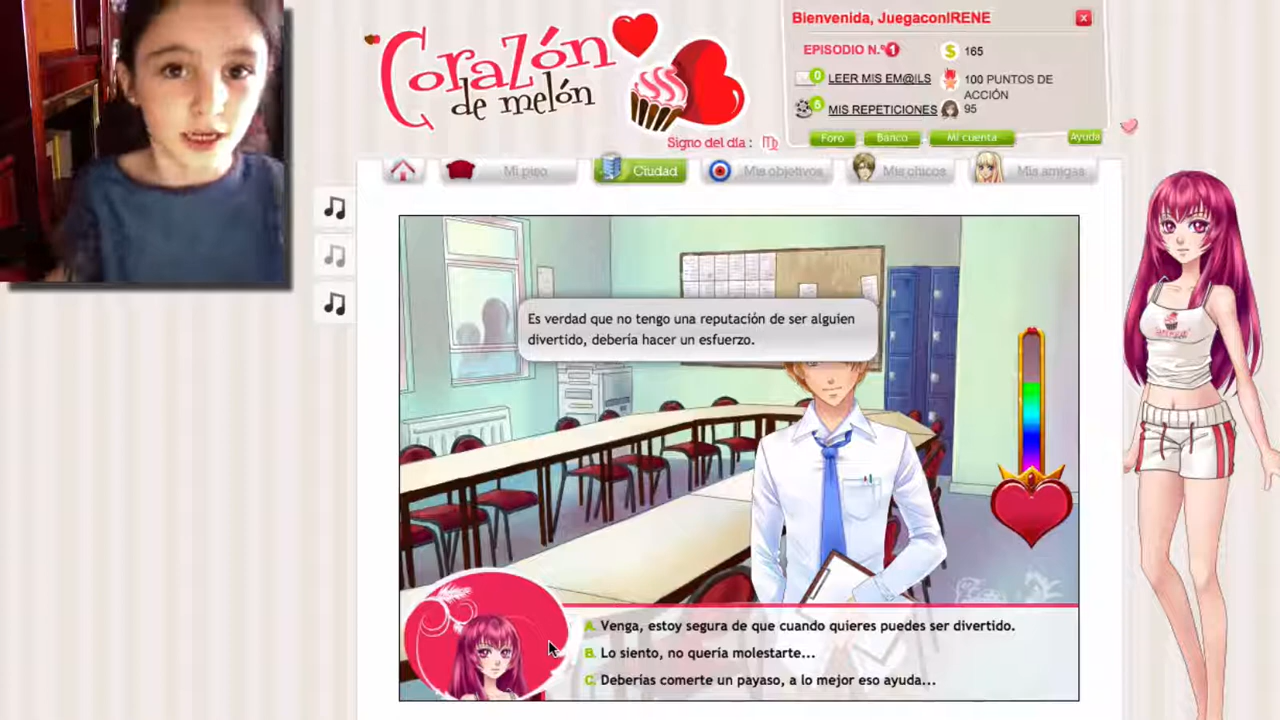 Corazón
de melón
Signo del día :
Bienvenida, JuegaconIRENE
EPISODIO N.º 1
165
0 LEER MIS EM@ILS
100 PUNTOS DE
ACCIÓN
6 MIS REPETICIONES
95
Foro
Banco
Mi cuenta
Ayuda
Mi piso
Ciudad
Mis objetivos
Mis chicos
Mis amigas
Es verdad que no tengo una reputación de ser alguien
divertido, debería hacer un esfuerzo.
A. Venga, estoy segura de que cuando quieres puedes ser divertido.
B. Lo siento, no quería molestarte...
C. Deberías comerte un payaso, a lo mejor eso ayuda...